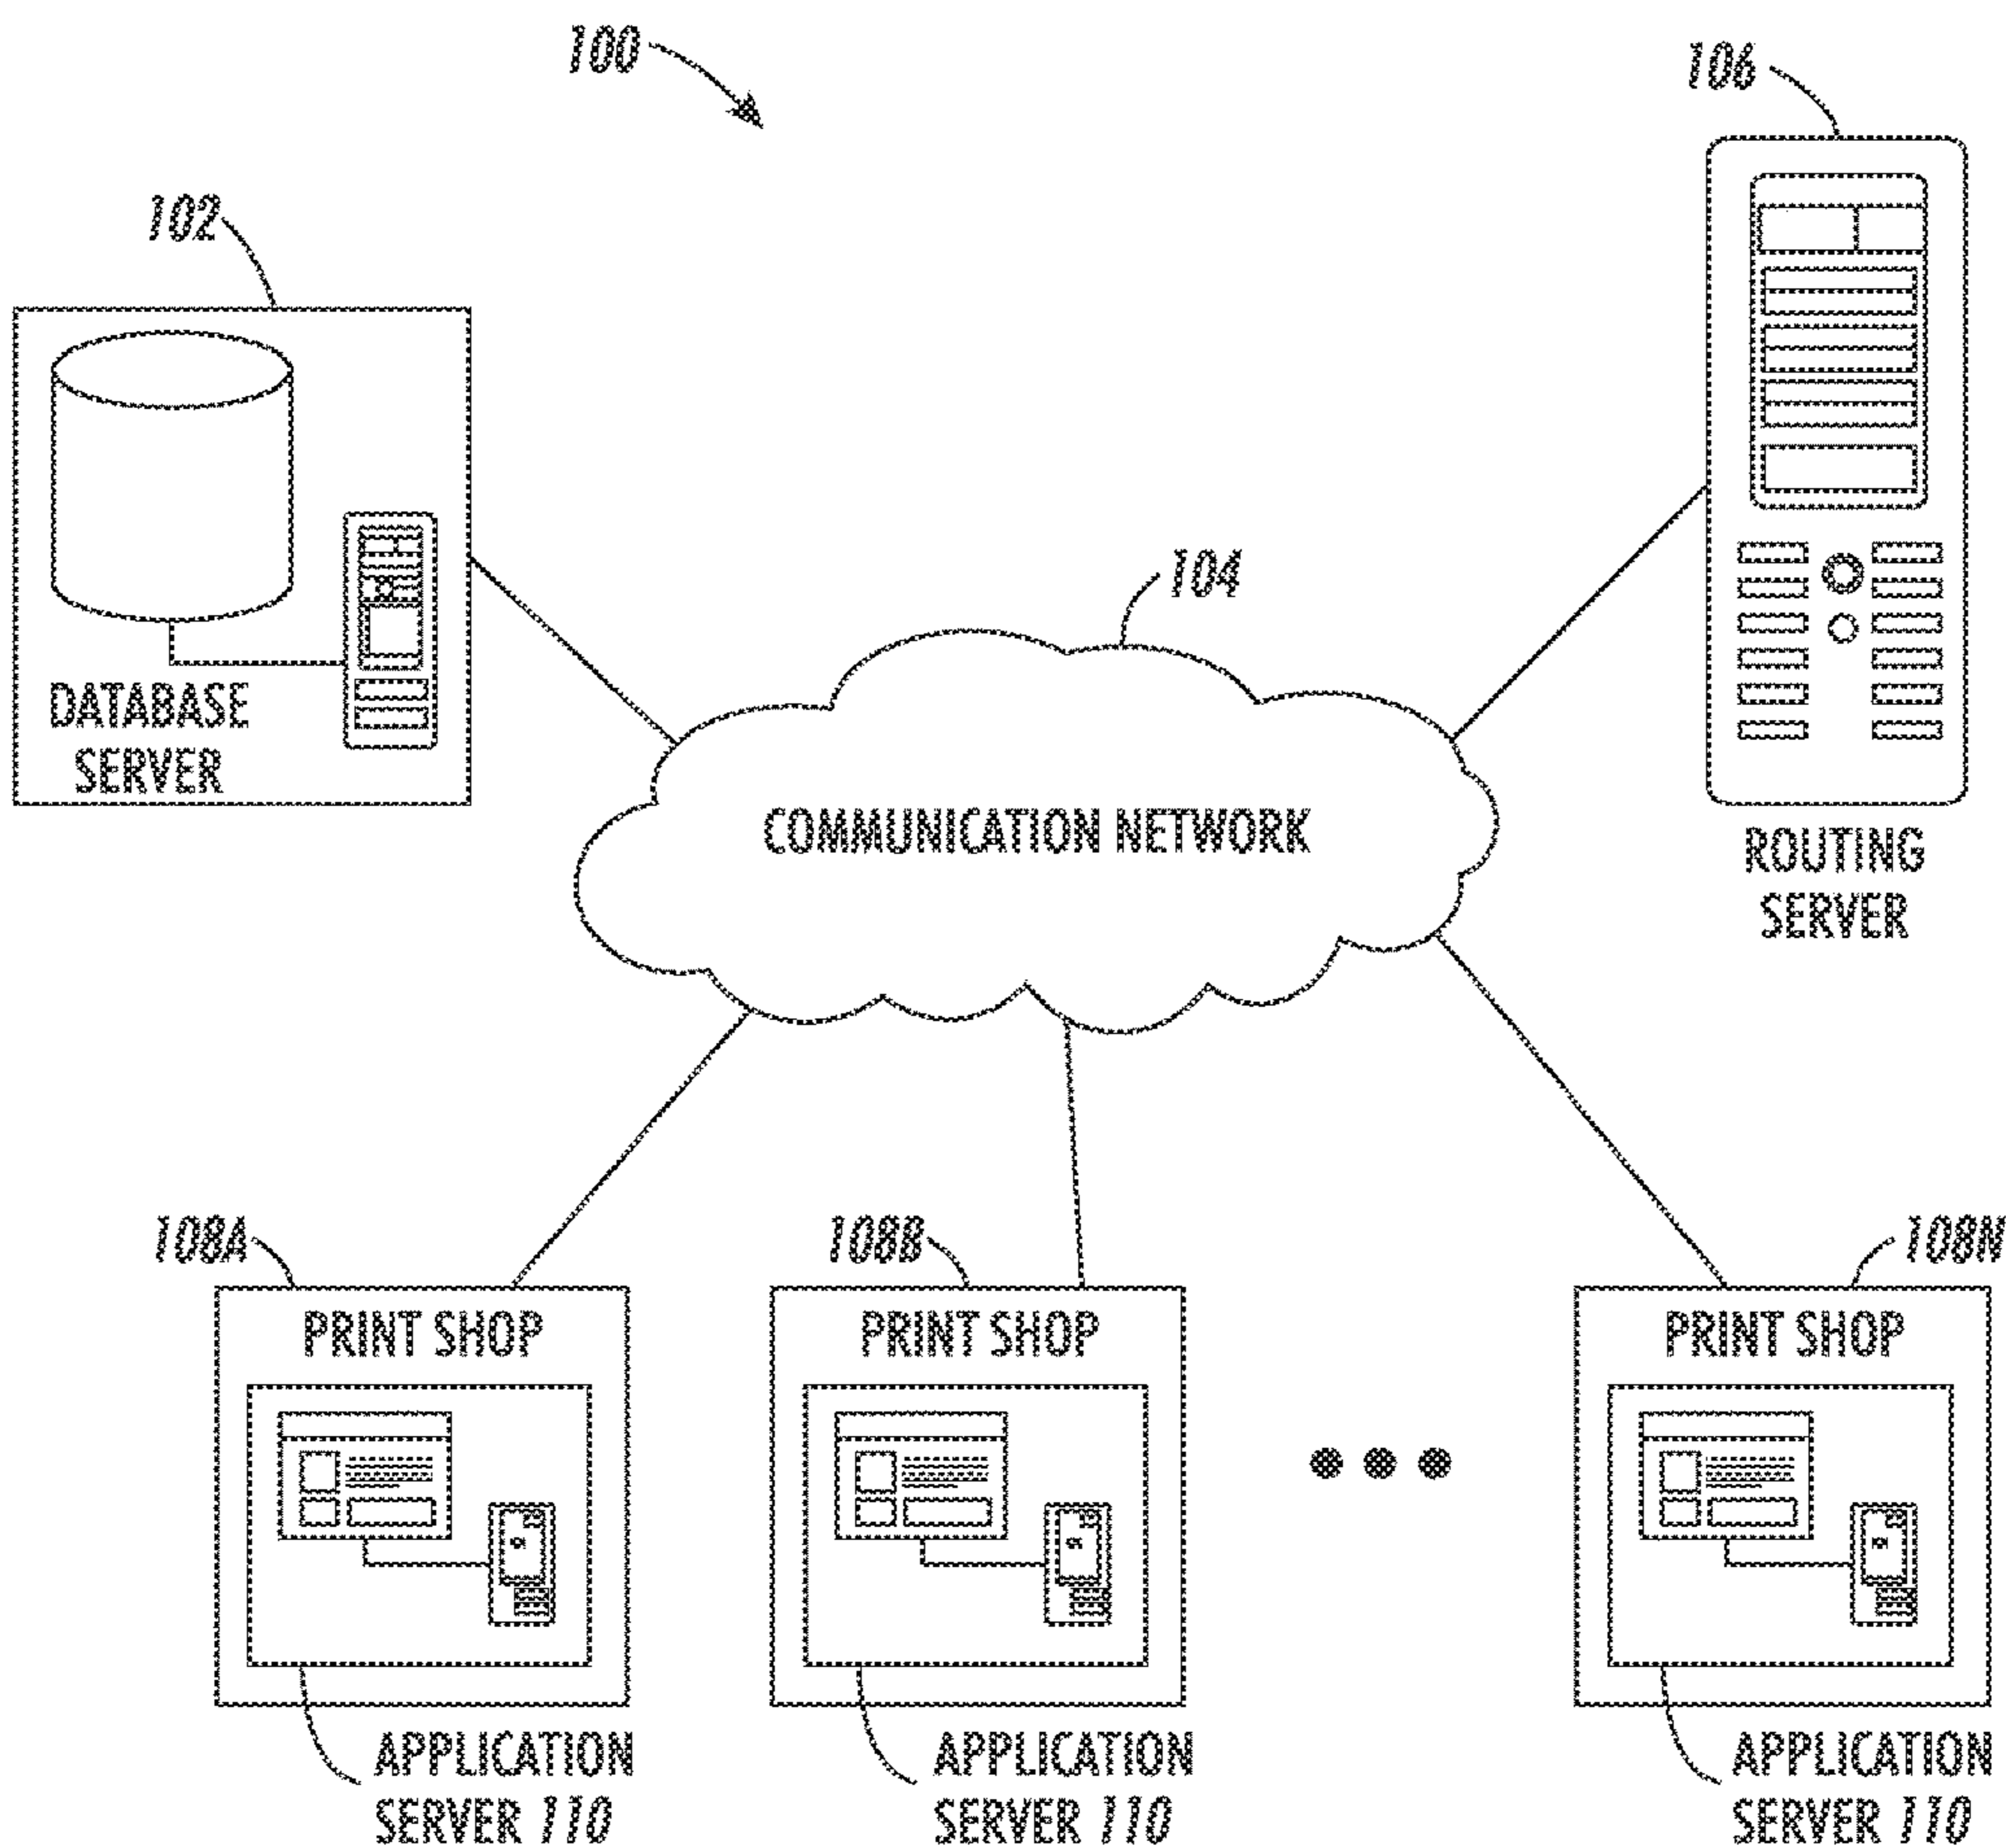 100
106
102
104
DATABASE
SERVER
COMMUNICATION NETWORK
ROUTING
SERVER
108A
108B
108N
PRINT SHOP
PRINT SHOP
PRINT SHOP
APPLICATION
SERVER 110
APPLICATION
SERVER 110
APPLICATION
SERVER 110